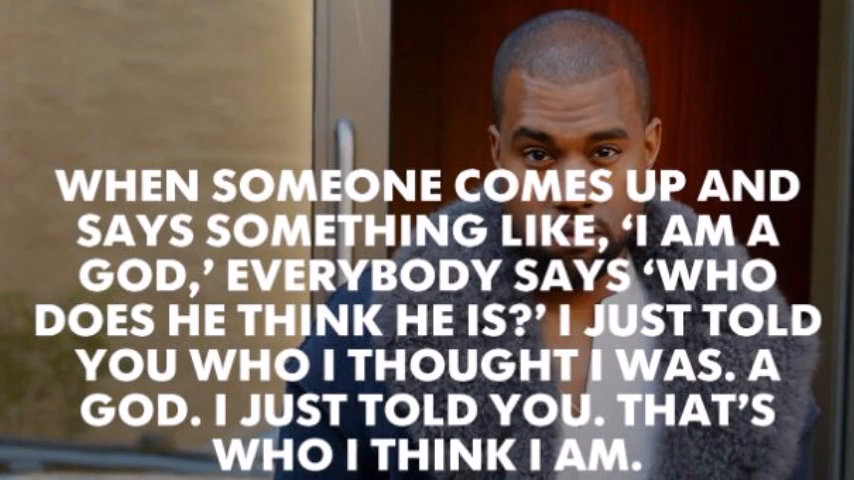 WHEN SOMEONE COMES UP AND
SAYS SOMETHING LIKE, ‘I AM A
GOD,’ EVERYBODY SAYS ‘WHO
DOES HE THINK HE IS?’ I JUST TOLD
YOU WHO I THOUGHT I WAS. A
GOD. I JUST TOLD YOU. THAT’S
WHO I THINK I AM.